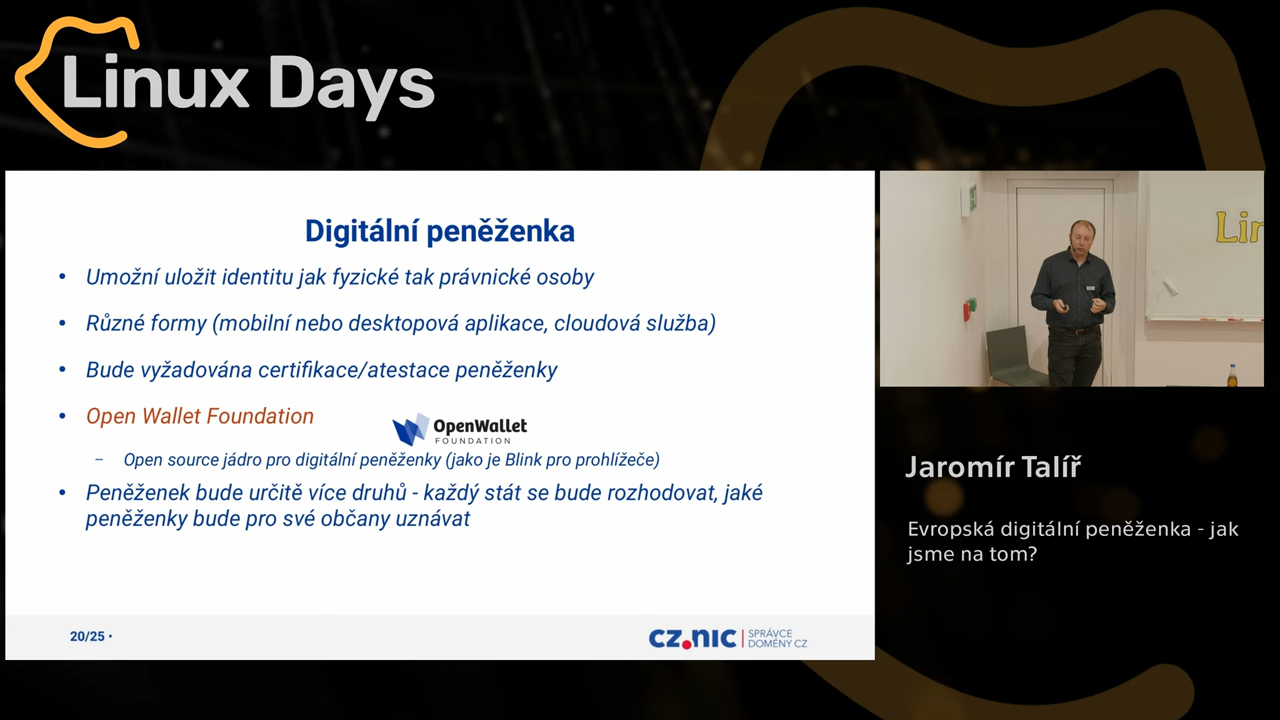 Linux Days
Digitální peněženka
• Umožní uložit identitu jak fyzické tak právnické osoby
• Různé formy (mobilní nebo desktopová aplikace, cloudová služba)
• Bude vyžadována certifikace/atestace peněženky
• Open Wallet Foundation
OpenWallet
FOUNDATION
– Open source jádro pro digitální peněženky (jako je Blink pro prohlížeče)
• Peněženek bude určitě více druhů - každý stát se bude rozhodovat, jaké
peněženky bude pro své občany uznávat
20/25 •
cz.nic | SPRÁVCE
DOMÉNY CZ
Lin
Jaromír Talíř
Evropská digitální peněženka - jak
jsme na tom?